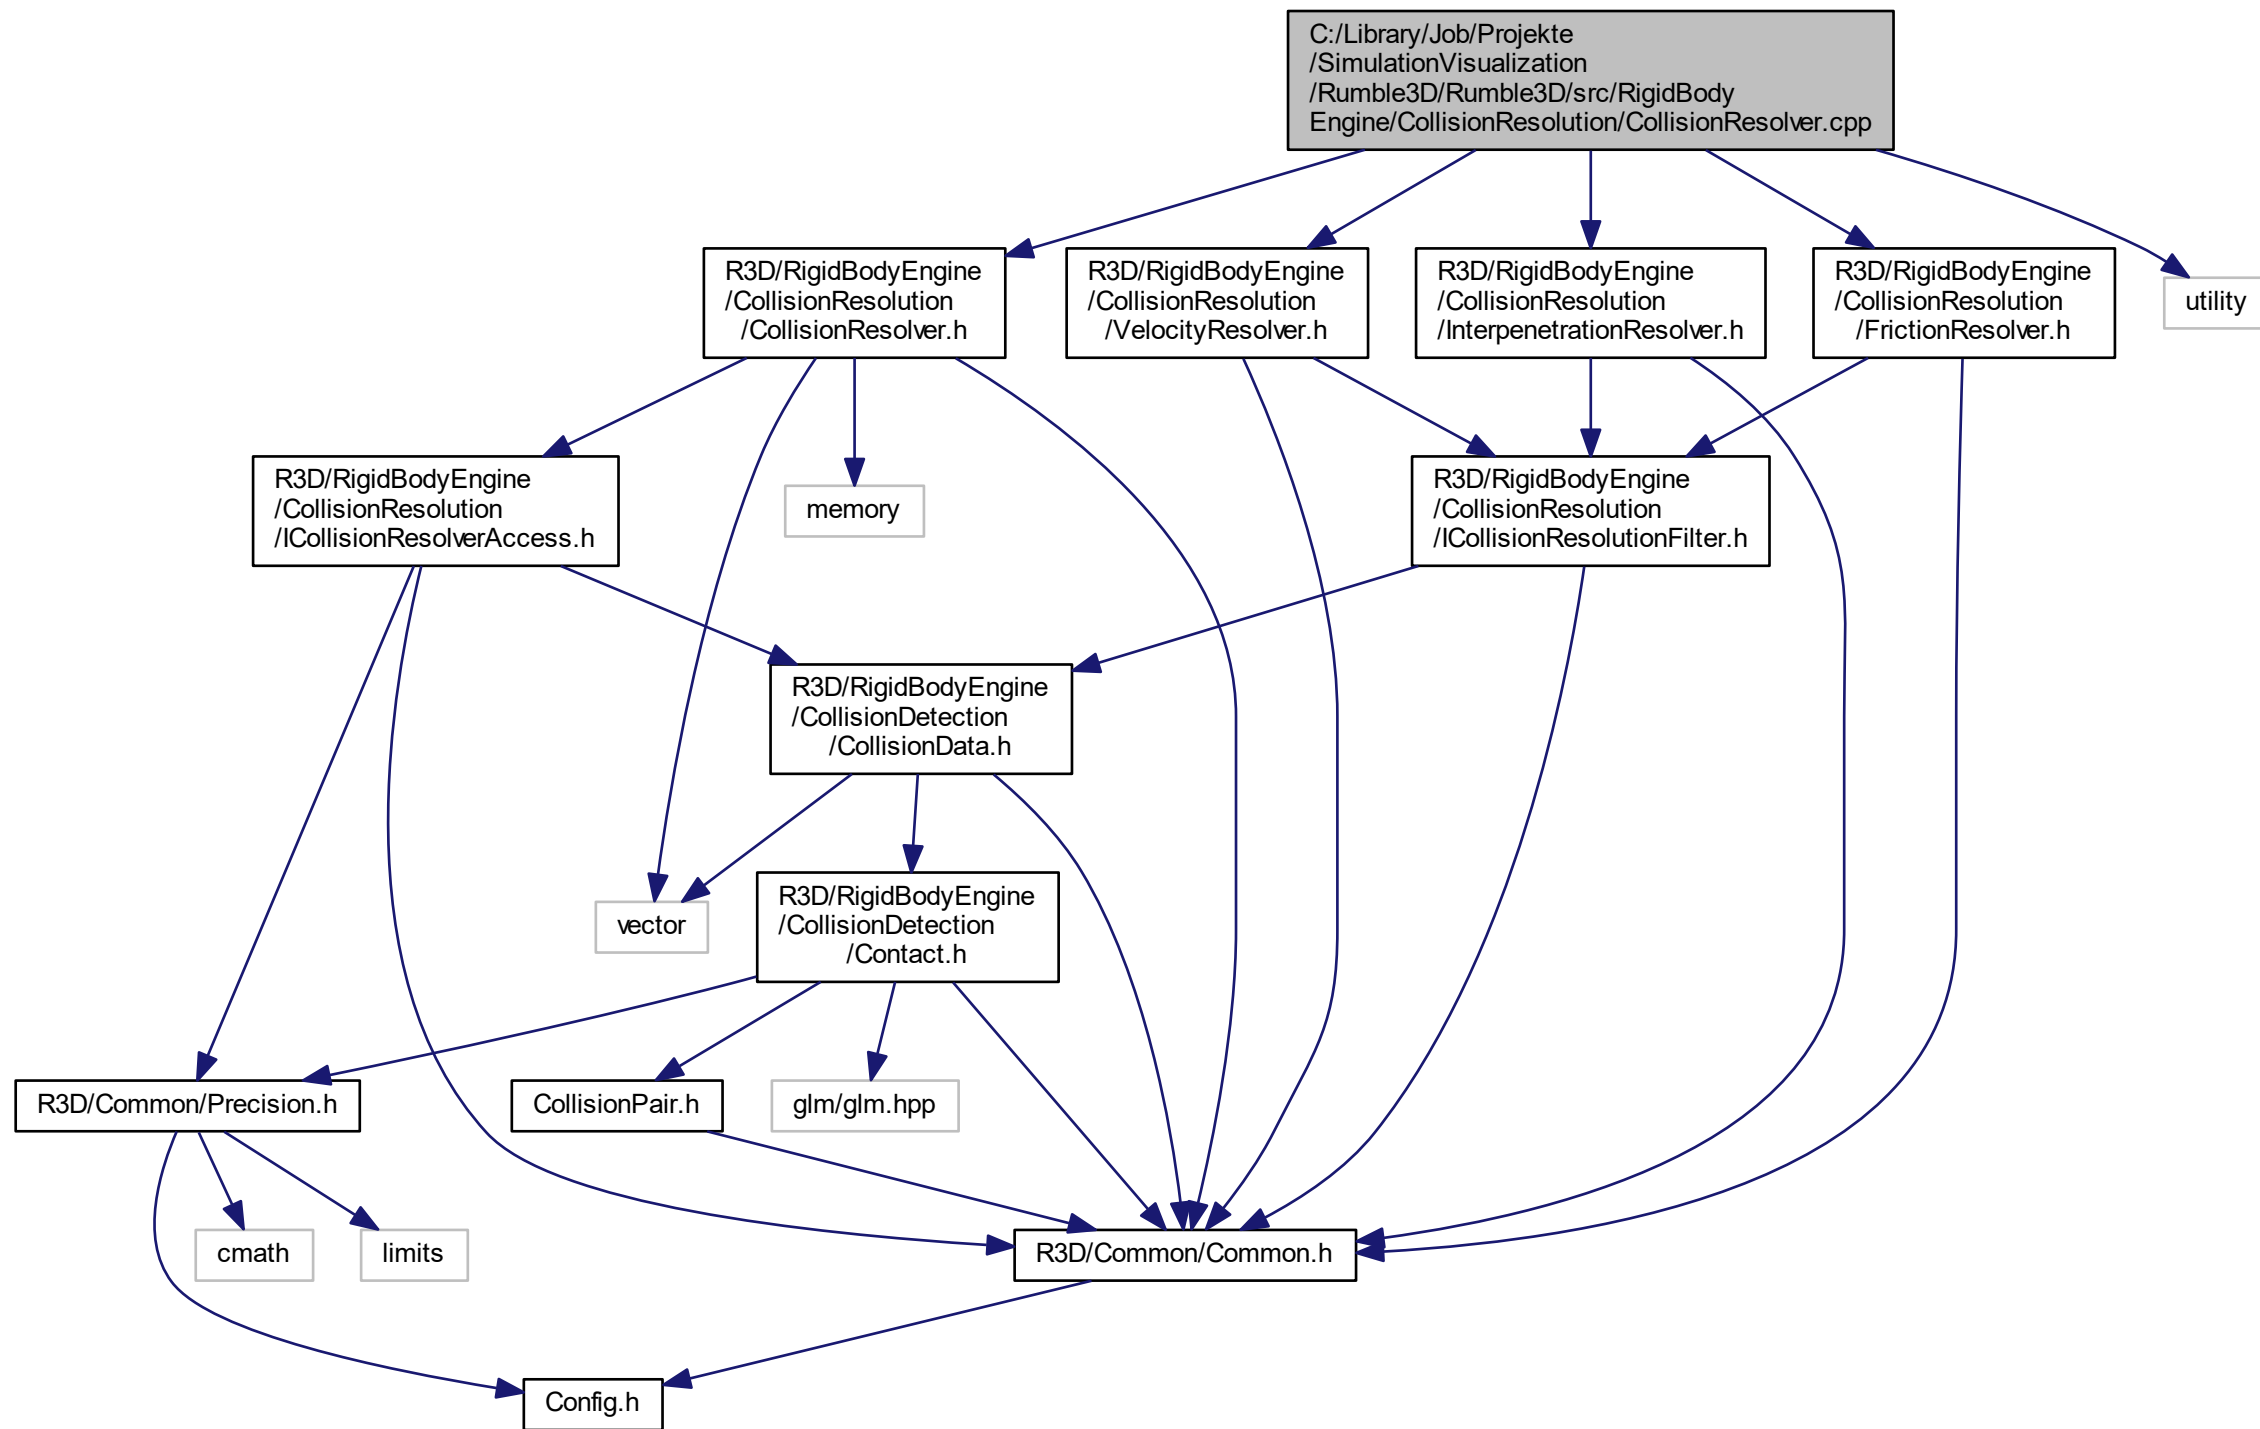 C:/Library/Job/Projekte
/SimulationVisualization
/Rumble3D/Rumble3D/src/RigidBody
Engine/CollisionResolution/CollisionResolver.cpp
R3D/RigidBodyEngine
/CollisionResolution
/CollisionResolver.h
R3D/RigidBodyEngine
/CollisionResolution
/VelocityResolver.h
R3D/RigidBodyEngine
/CollisionResolution
/InterpenetrationResolver.h
R3D/RigidBodyEngine
/CollisionResolution
/FrictionResolver.h
utility
R3D/RigidBodyEngine
/CollisionResolution
/ICollisionResolverAccess.h
memory
R3D/RigidBodyEngine
/CollisionResolution
/ICollisionResolutionFilter.h
R3D/RigidBodyEngine
/CollisionDetection
/CollisionData.h
vector
R3D/RigidBodyEngine
/CollisionDetection
/Contact.h
R3D/Common/Precision.h
CollisionPair.h
glm/glm.hpp
cmath
limits
R3D/Common/Common.h
Config.h